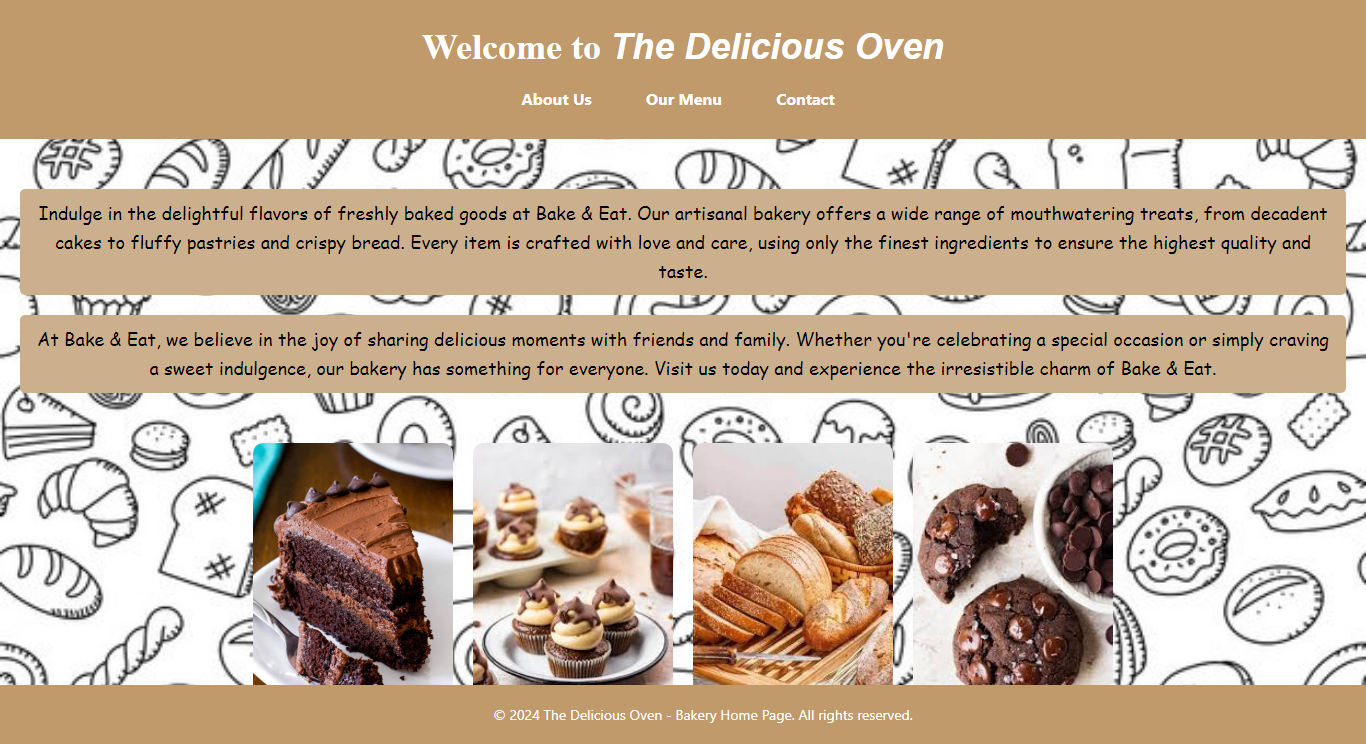 Welcome to The Delicious Oven
About Us Our Menu Contact
Indulge in the delightful flavors of freshly baked goods at Bake & Eat. Our artisanal bakery offers a wide range of mouthwatering treats, from decadent
cakes to fluffy pastries and crispy bread. Every item is crafted with love and care, using only the finest ingredients to ensure the highest quality and
taste.
At Bake & Eat, we believe in the joy of sharing delicious moments with friends and family. Whether you're celebrating a special occasion or simply craving
a sweet indulgence, our bakery has something for everyone. Visit us today and experience the irresistible charm of Bake & Eat.
© 2024 The Delicious Oven - Bakery Home Page. All rights reserved.